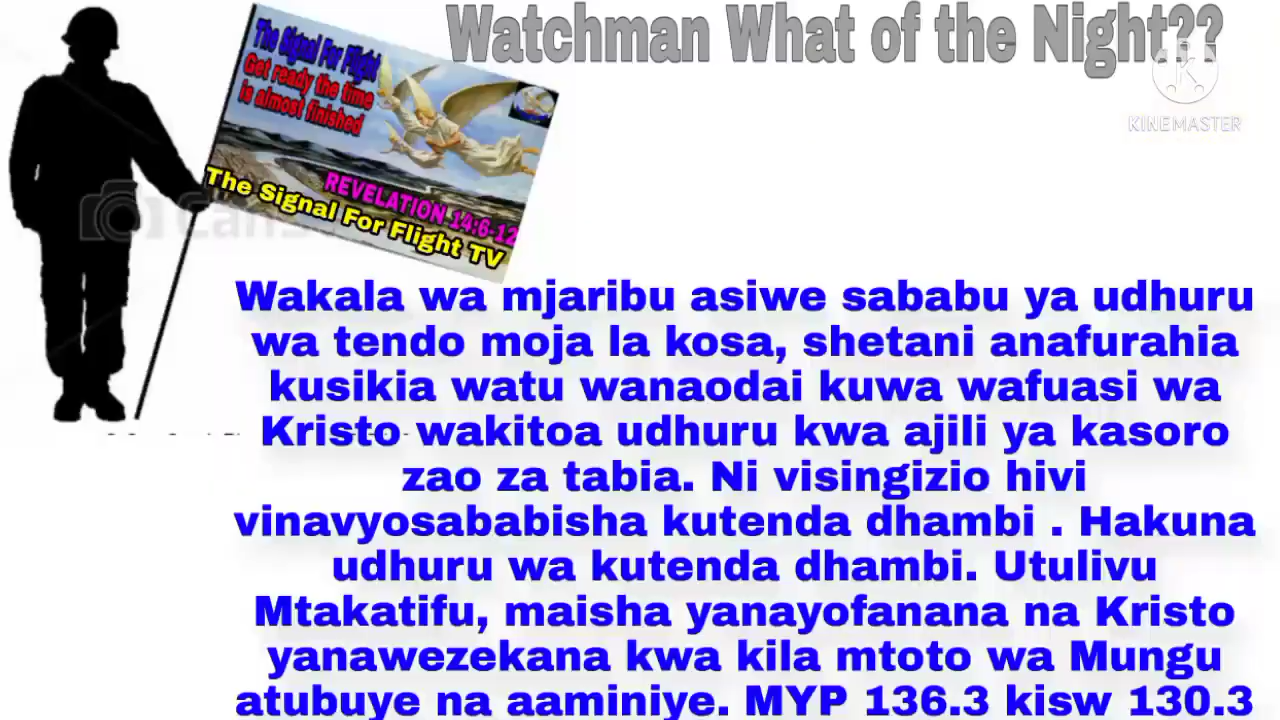 Watchman What of the Night??
KINEMASTER
The Signal For Flight
Get ready the time
is almost finished
REVELATION 14:6-12
The Signal For Flight TV
Wakala wa mjaribu asiwe sababu ya udhuru
wa tendo moja la kosa, shetani anafurahia
kusikia watu wanaodai kuwa wafuasi wa
Kristo wakitoa udhuru kwa ajili ya kasoro
zao za tabia. Ni visingizio hivi
vinavyosababisha kutenda dhambi . Hakuna
udhuru wa kutenda dhambi. Utulivu
Mtakatifu, maisha yanayofanana na Kristo
yanawezekana kwa kila mtoto wa Mungu
atubuye na aaminiye. MYP 136.3 kisw 130.3